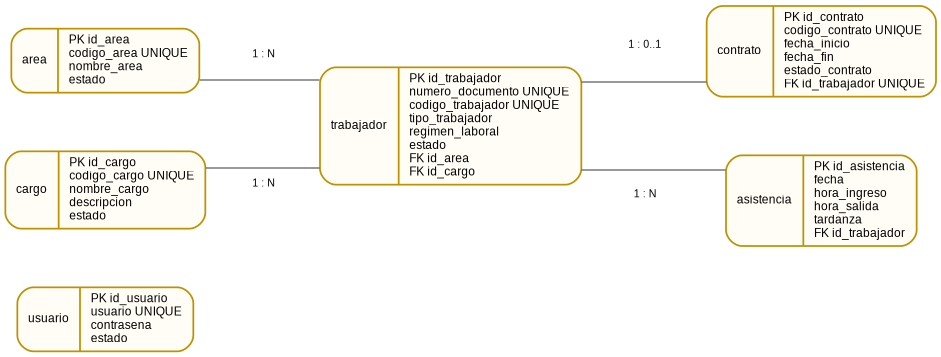 area
PK id_area
codigo_area UNIQUE
nombre_area
estado
1 : N
cargo
PK id_cargo
codigo_cargo UNIQUE
nombre_cargo
descripcion
estado
1 : N
usuario
PK id_usuario
usuario UNIQUE
contrasena
estado
trabajador
PK id_trabajador
numero_documento UNIQUE
codigo_trabajador UNIQUE
tipo_trabajador
regimen_laboral
estado
FK id_area
FK id_cargo
1 : 0..1
contrato
PK id_contrato
codigo_contrato UNIQUE
fecha_inicio
fecha_fin
estado_contrato
FK id_trabajador UNIQUE
1 : N
asistencia
PK id_asistencia
fecha
hora_ingreso
hora_salida
tardanza
FK id_trabajador